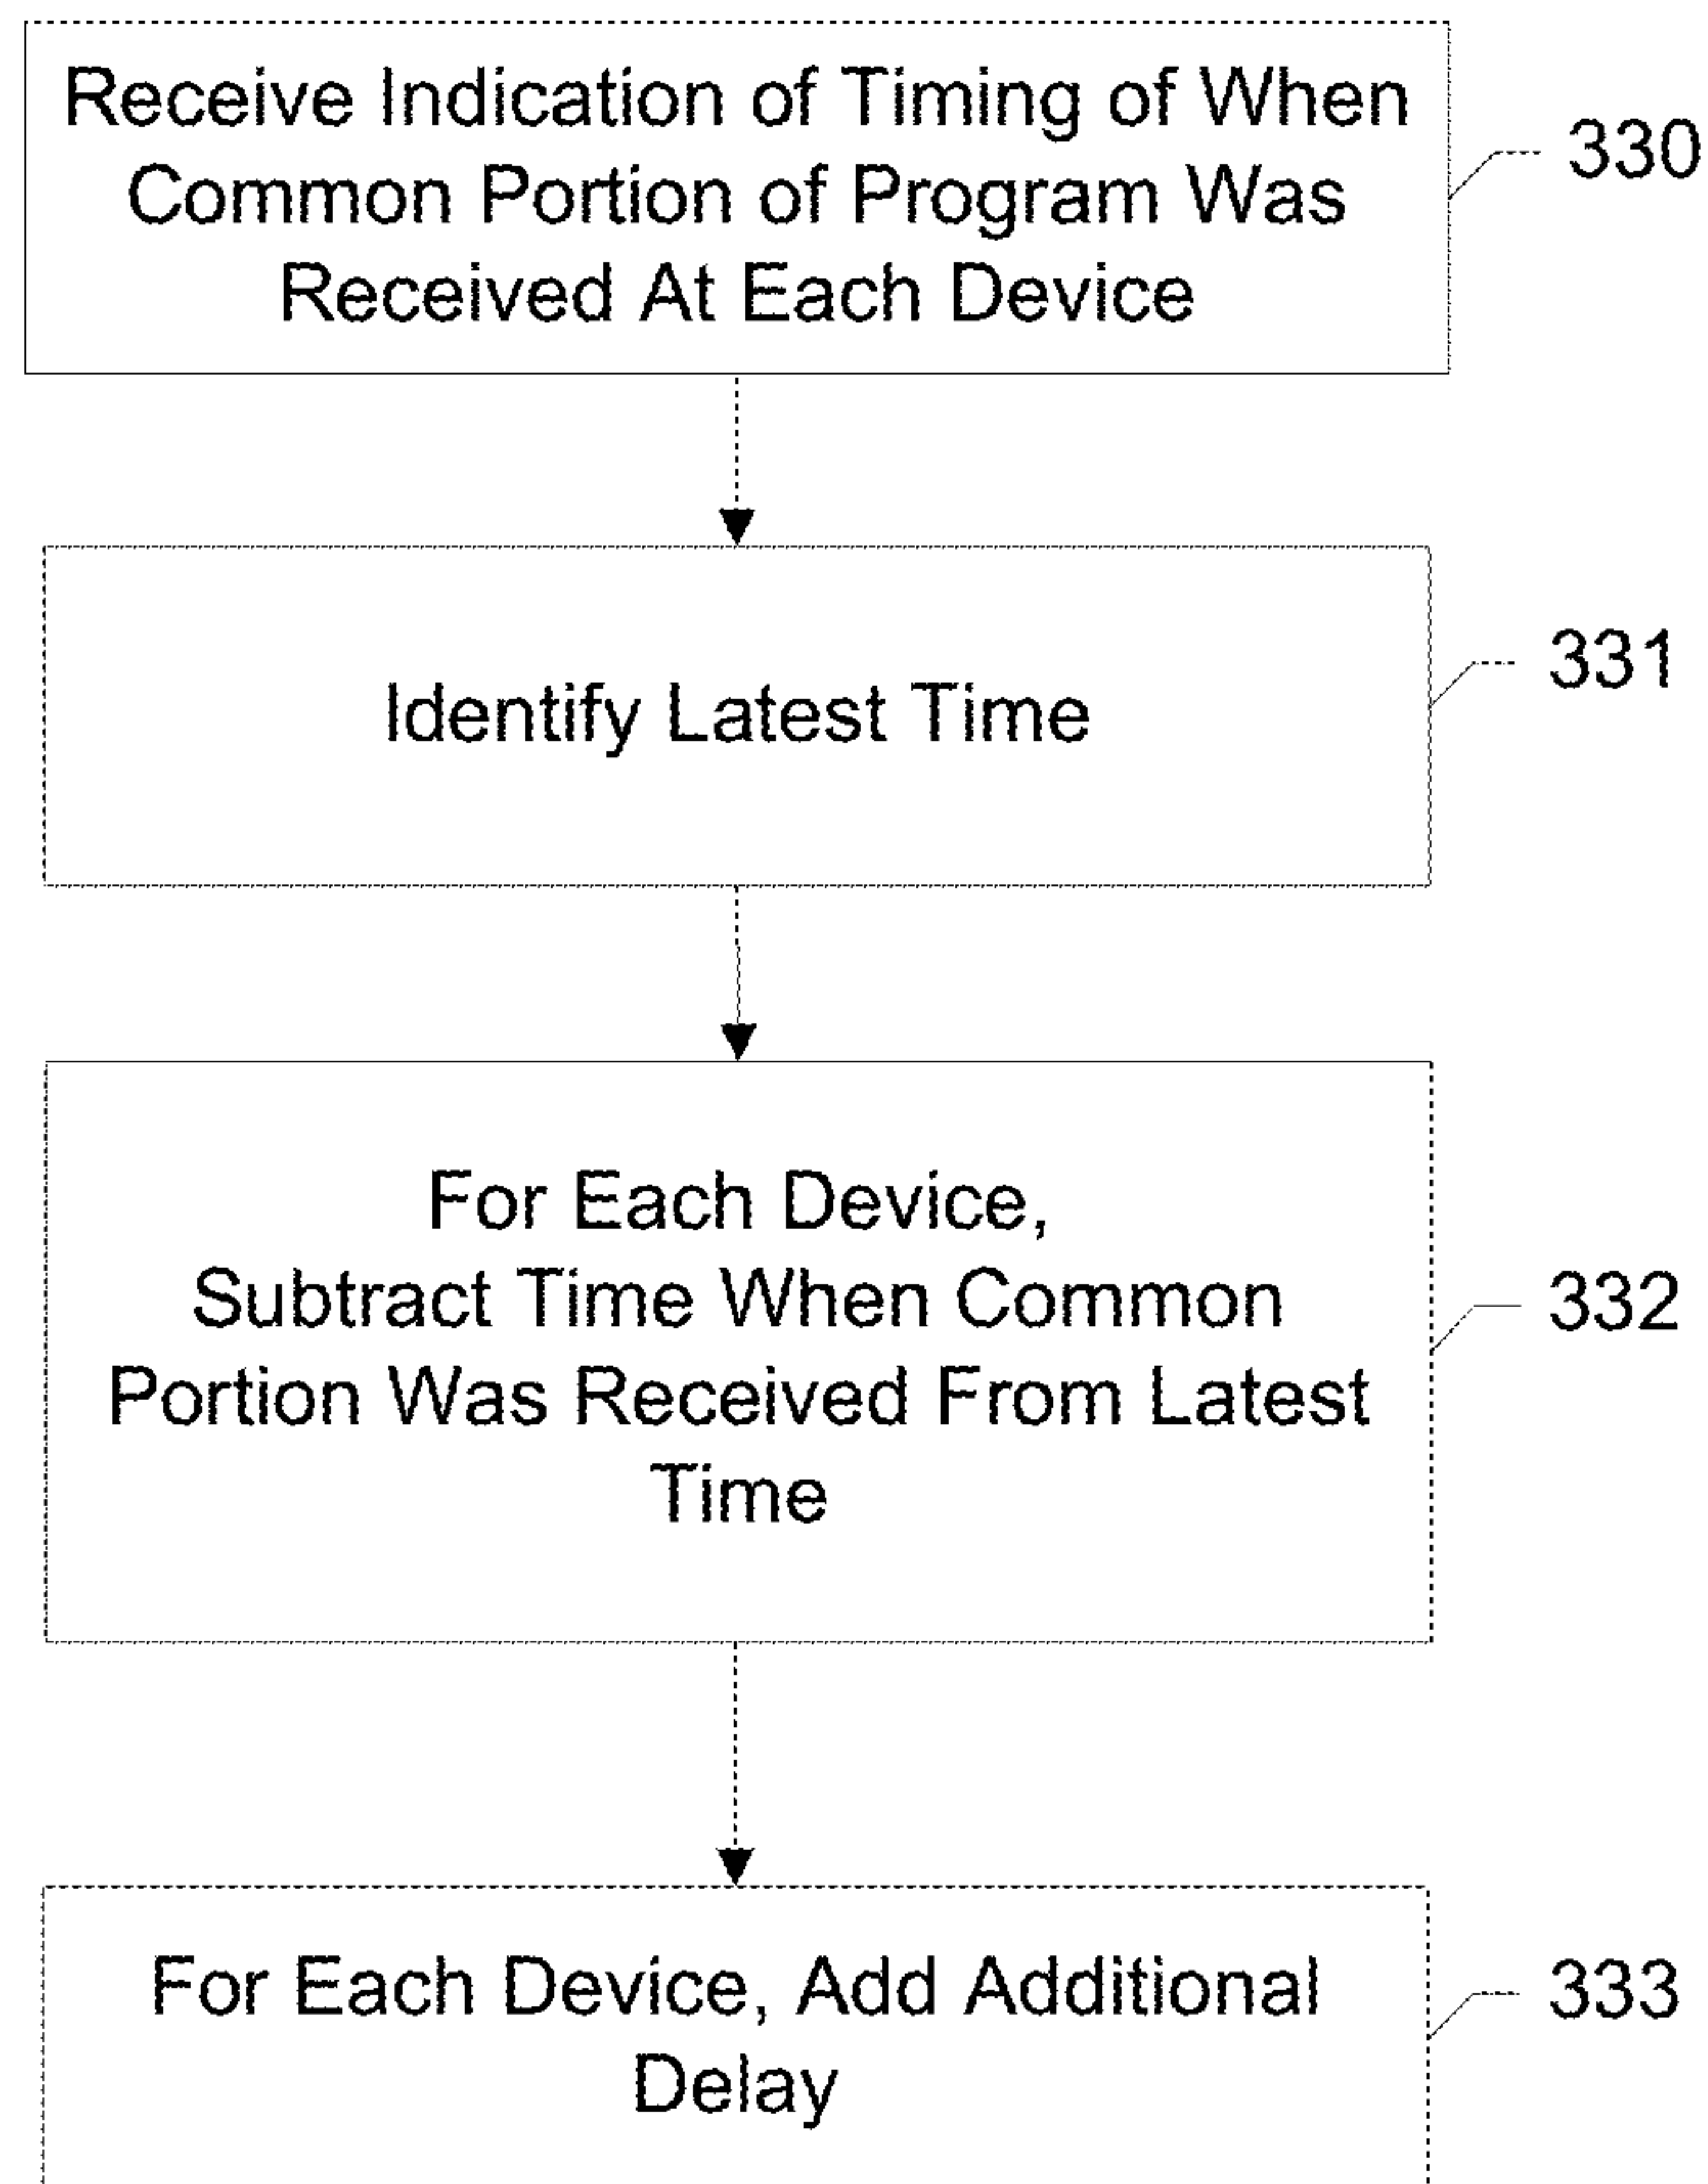 Receive Indication of Timing of When
Common Portion of Program Was
Received At Each Device
330
Identify Latest Time
331
For Each Device,
Subtract Time When Common
Portion Was Received From Latest
Time
332
For Each Device, Add Additional
Delay
333